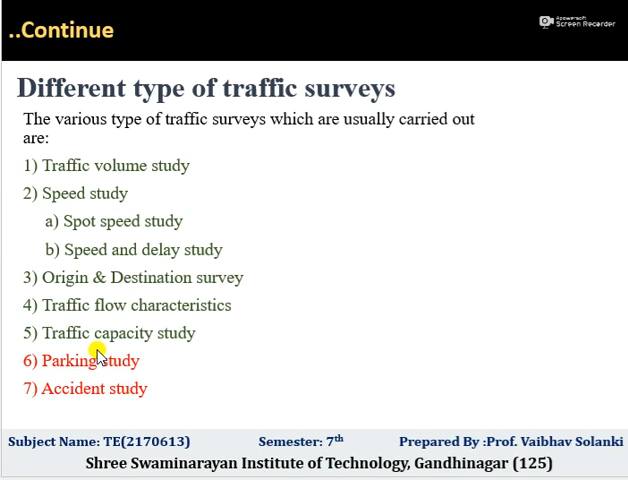 ..Continue
Apowersoft
Screen Recorder
Different type of traffic surveys
The various type of traffic surveys which are usually carried out
are:
1) Traffic volume study
2) Speed study
a) Spot speed study
b) Speed and delay study
3) Origin & Destination survey
4) Traffic flow characteristics
5) Traffic capacity study
6) Parking study
7) Accident study
Subject Name: TE(2170613) Semester: 7th Prepared By :Prof. Vaibhav Solanki
Shree Swaminarayan Institute of Technology, Gandhinagar (125)